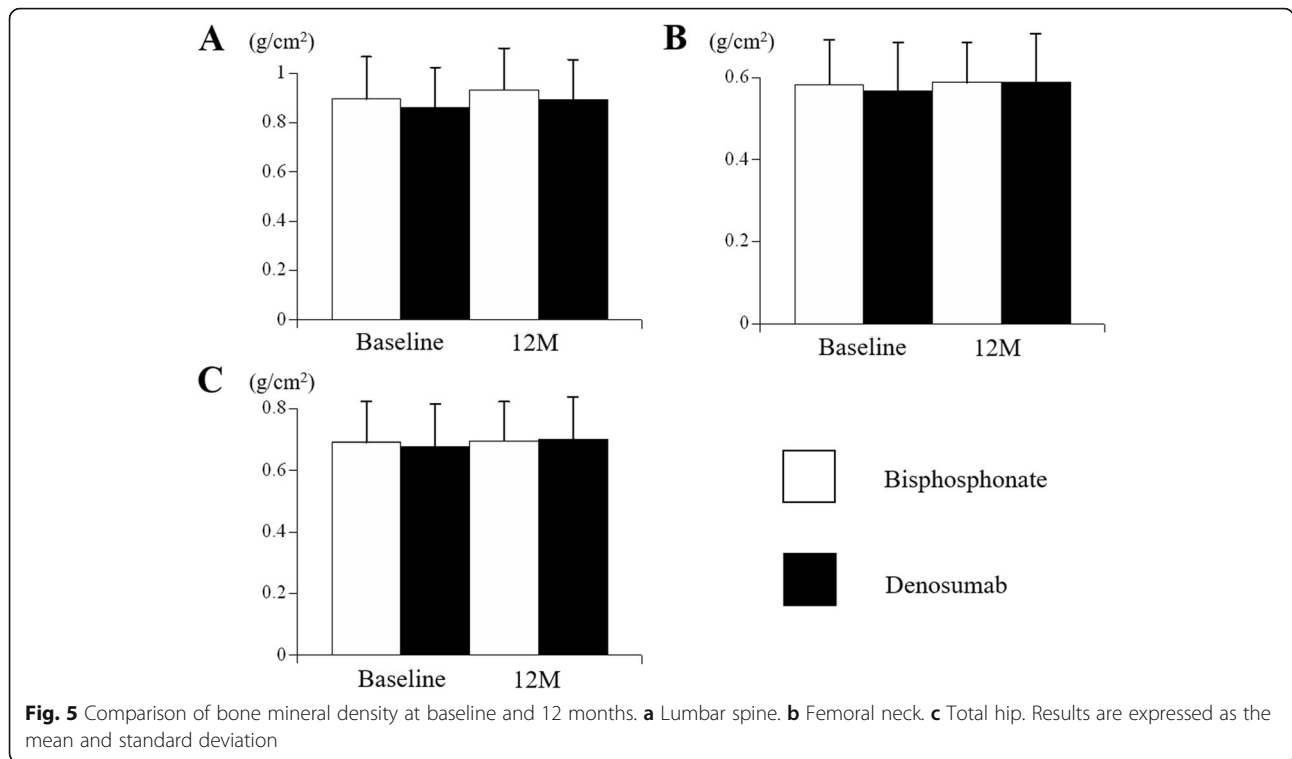 A (g/cm²)
1
0.8
0.6
0.4
0.2
0
Baseline 12M
B (g/cm²)
0.6
0.4
0.2
0
Baseline 12M
C (g/cm²)
0.8
0.6
0.4
0.2
0
Baseline 12M
Bisphosphonate
Denosumab
Fig. 5 Comparison of bone mineral density at baseline and 12 months. a Lumbar spine. b Femoral neck. c Total hip. Results are expressed as the
mean and standard deviation